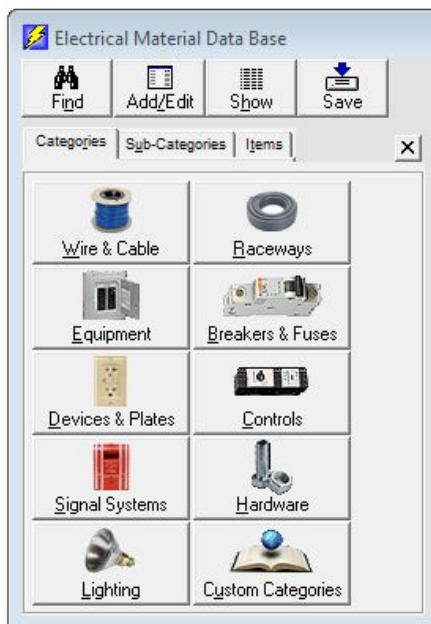 Electrical Material Data Base
Find Add/Edit Show Save
Categories Sub-Categories Items
Wire & Cable Raceways
Equipment Breakers & Fuses
Devices & Plates Controls
Signal Systems Hardware
Lighting Custom Categories